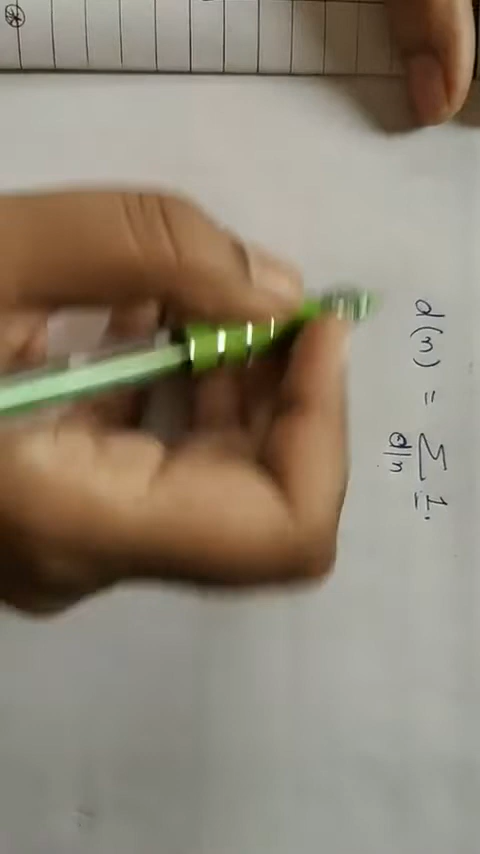 d(n) = ∑ 1.
d|n